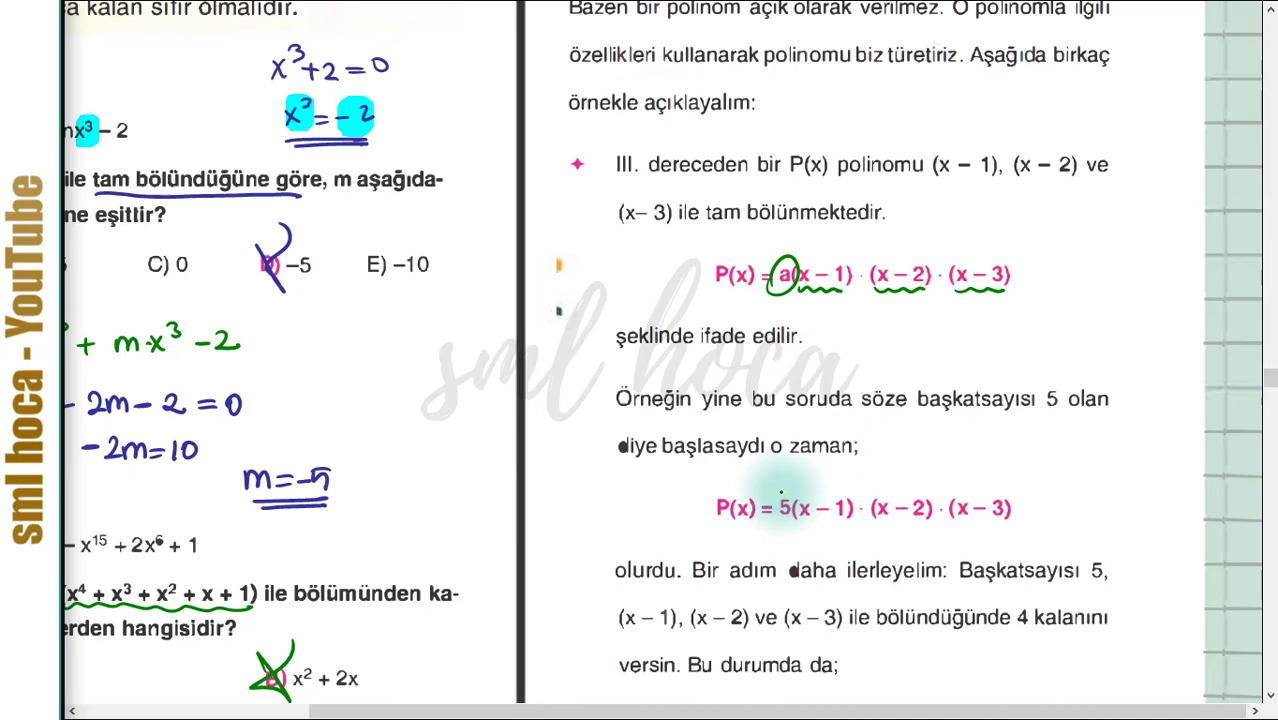 sml hoca - YouTube
kalan sıfır olmalıdır.
x³+2=0
x³ = -2
x³ – 2
ile tam bölündüğüne göre, m aşağıda-
ne eşitlir?
C) 0
–5
E) –10
+ m·x³ -2
- 2m - 2 = 0
-2m=10
m=-5
– x¹⁵ + 2x⁶ + 1
(x⁴ + x³ + x² + x + 1) ile bölümünden ka-
erden hangisidir?
x² + 2x
Bazen bir polinom açık olarak verilmez. O polinomla ilgili
özellikleri kullanarak polinomu biz türetiriz. Aşağıda birkaç
örnekle açıklayalım:
III. dereceden bir P(x) polinomu (x – 1), (x – 2) ve
(x– 3) ile tam bölünmektedir.
P(x) = a(x – 1) · (x – 2) · (x – 3)
şeklinde ifade edilir.
sml hoca
Örneğin yine bu soruda söze başkatsayısı 5 olan
diye başlasaydı o zaman;
P(x) = 5(x – 1) · (x – 2) · (x – 3)
olurdu. Bir adım daha ilerleyelim: Başkatsayısı 5,
(x – 1), (x – 2) ve (x – 3) ile bölündüğünde 4 kalanını
versin. Bu durumda da;